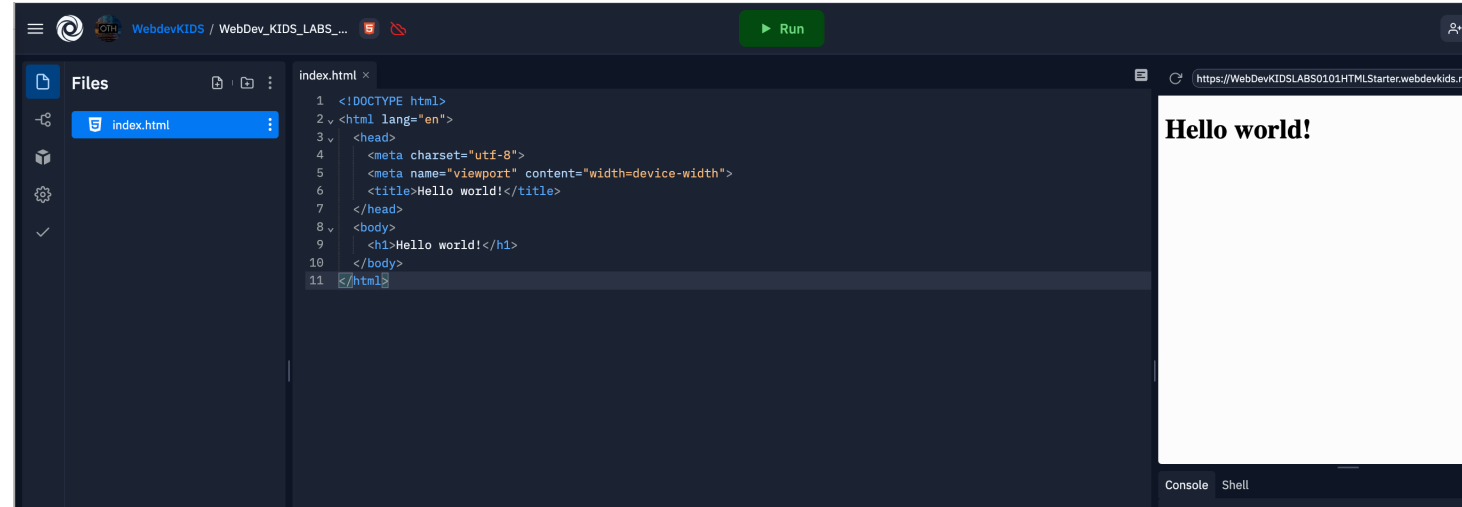 OTH WebdevKIDS / WebDev_KIDS_LABS_... 5 Run
Files
index.html
index.html ×
1 <!DOCTYPE html>
2 <html lang="en">
3 <head>
4 <meta charset="utf-8">
5 <meta name="viewport" content="width=device-width">
6 <title>Hello world!</title>
7 </head>
8 <body>
9 <h1>Hello world!</h1>
10 </body>
11 </html>
https://WebDevKIDSLABS0101HTMLStarter.webdevkids.r
Hello world!
Console Shell